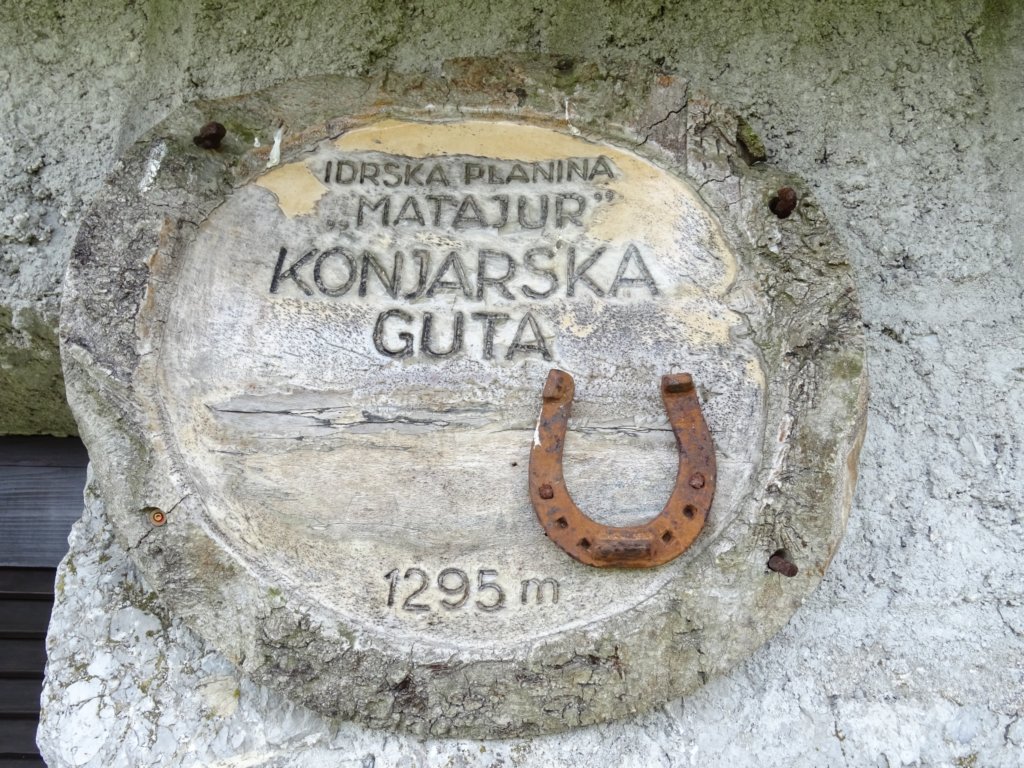 IDRSKA PLANINA
„MATAJUR”
KONJARSKA
GUTA
1295 m